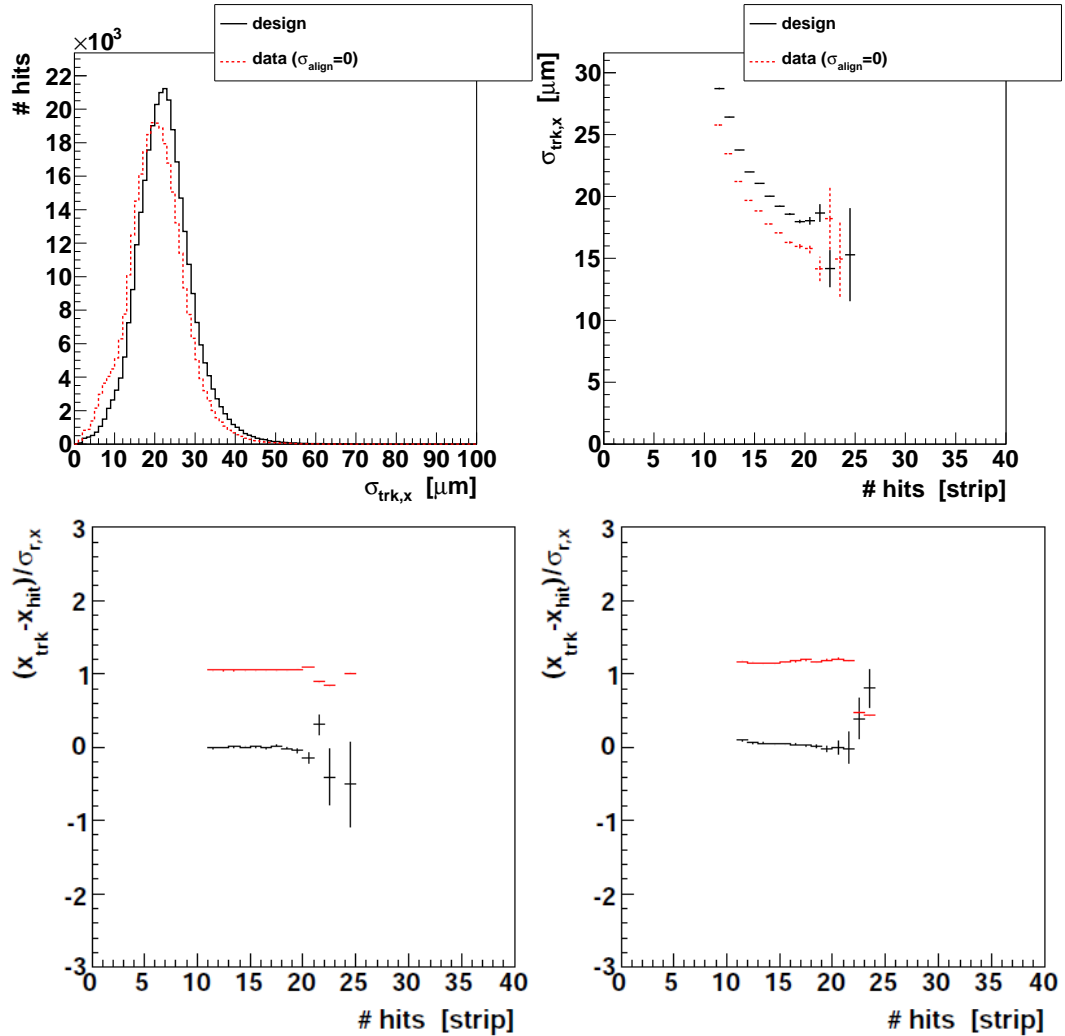 design
data (σalign=0)
×10³
# hits
22
20
18
16
14
12
10
8
6
4
2
0
0 10 20 30 40 50 60 70 80 90 100
σtrk,x [μm]
design
data (σalign=0)
σtrk,x [μm]
30
25
20
15
10
5
0
0 5 10 15 20 25 30 35 40
# hits [strip]
(xtrk-xhit)/σr,x
3
2
1
0
-1
-2
-3
0 5 10 15 20 25 30 35 40
# hits [strip]
(xtrk-xhit)/σr,x
3
2
1
0
-1
-2
-3
0 5 10 15 20 25 30 35 40
# hits [strip]